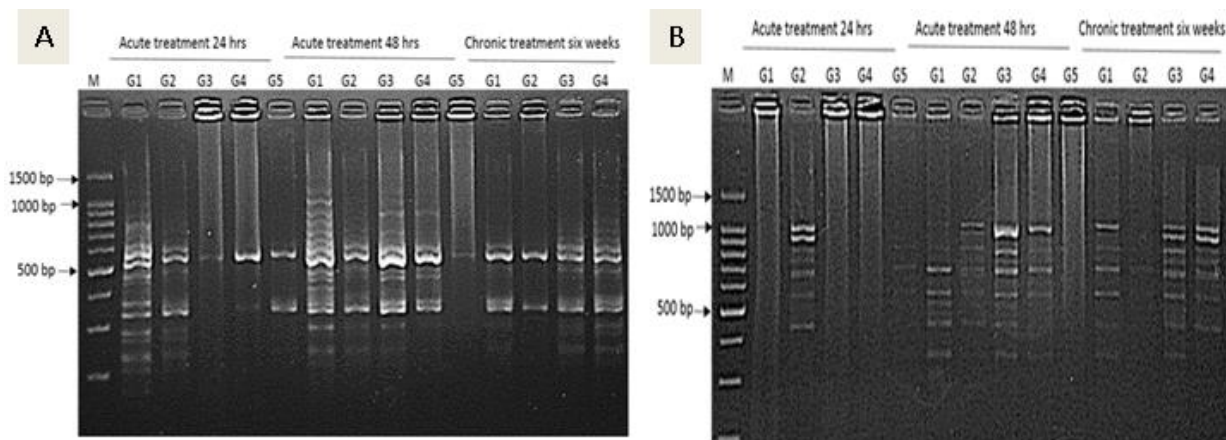 A
Acute treatment 24 hrs Acute treatment 48 hrs Chronic treatment six weeks
M G1 G2 G3 G4 G5 G1 G2 G3 G4 G5 G1 G2 G3 G4
1500 bp
1000 bp
500 bp
B
Acute treatment 24 hrs Acute treatment 48 hrs Chronic treatment six weeks
M G1 G2 G3 G4 G5 G1 G2 G3 G4 G5 G1 G2 G3 G4
1500 bp
1000 bp
500 bp